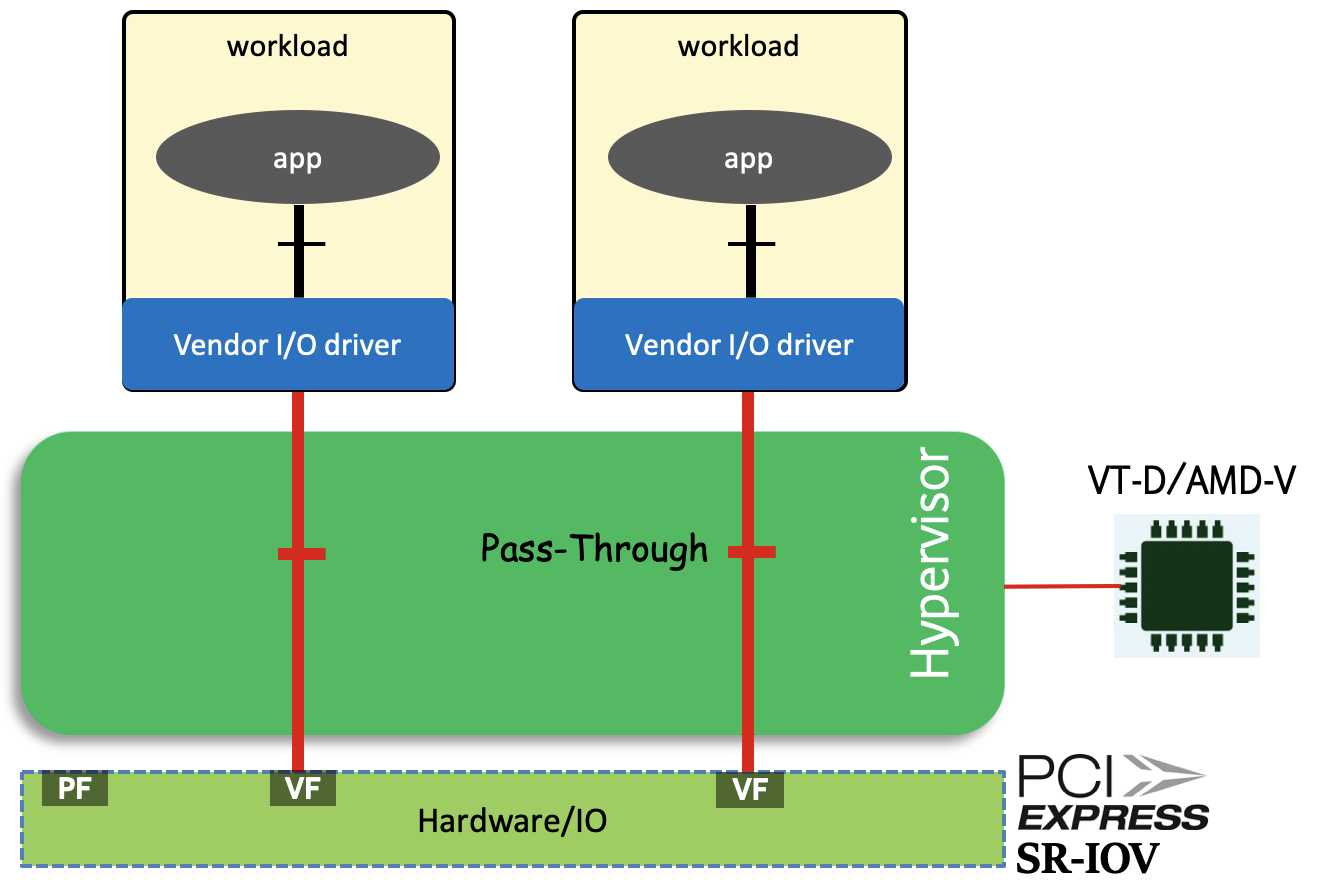 workload
workload
app
app
Vendor I/O driver
Vendor I/O driver
Hypervisor
VT-D/AMD-V
Pass-Through
PF
VF
VF
Hardware/IO
PCI
EXPRESS
SR-IOV